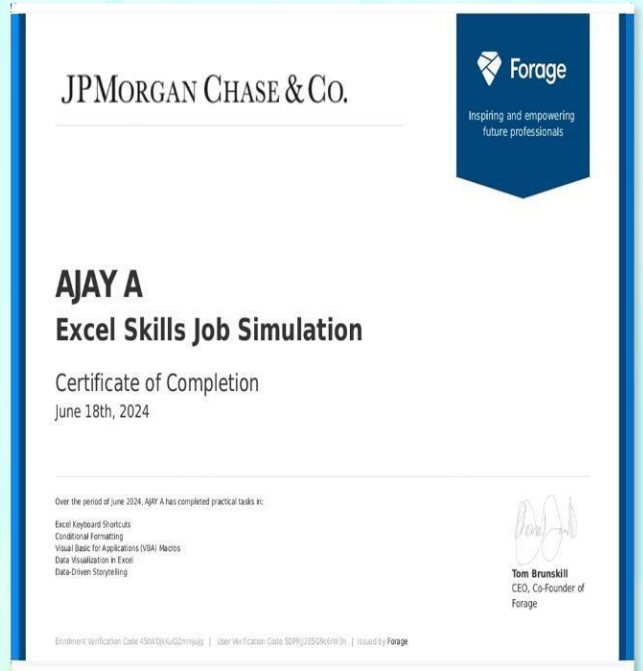 JPMORGAN CHASE & CO.
Forage
Inspiring and empowering
future professionals
AJAY A
Excel Skills Job Simulation
Certificate of Completion
June 18th, 2024
Over the period of June 2024, AJAY A has completed practical tasks in:
Excel Keyboard Shortcuts
Conditional Formatting
Visual Basic for Applications (VBA) Macros
Data Visualization in Excel
Data-Driven Storytelling
Tom Brunskill
CEO, Co-Founder of
Forage
Enrolment Verification Code | User Verification Code | Issued by Forage